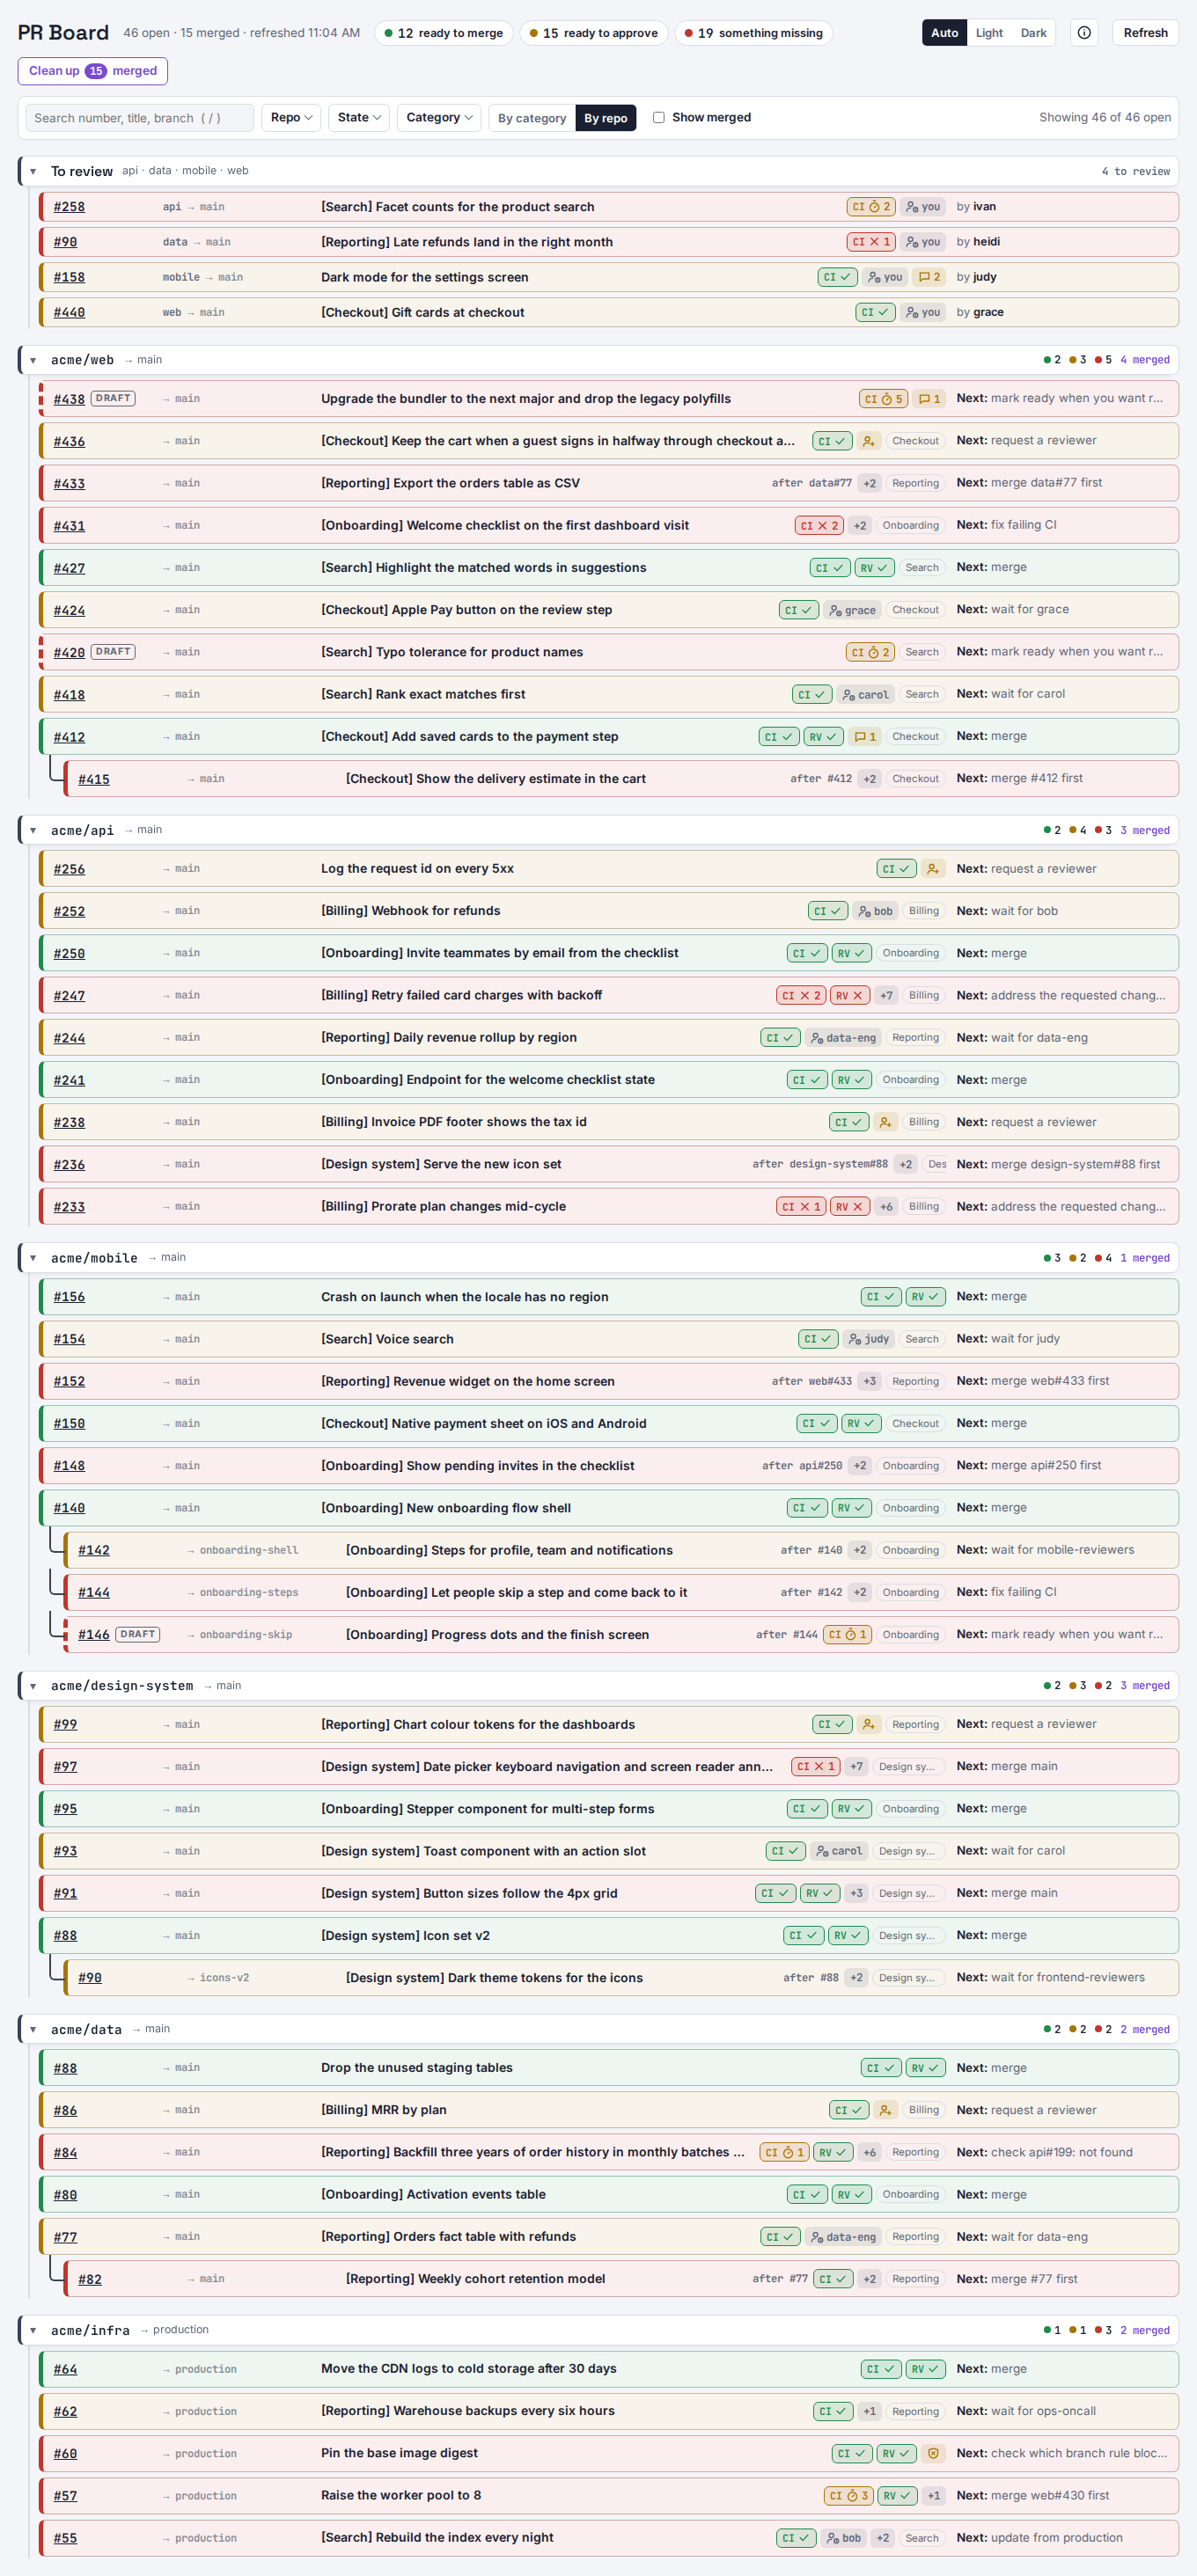 PR Board 46 open · 15 merged · refreshed 11:04 AM 12 ready to merge 15 ready to approve 19 something missing Auto Light Dark Refresh
Clean up 15 merged
Search number, title, branch ( / ) Repo State Category By category By repo Show merged Showing 46 of 46 open
▼ To review api · data · mobile · web 4 to review
#258 api → main [Search] Facet counts for the product search CI 2 you by ivan
#90 data → main [Reporting] Late refunds land in the right month CI ✕ 1 you by heidi
#158 mobile → main Dark mode for the settings screen CI ✓ you 2 by judy
#440 web → main [Checkout] Gift cards at checkout CI ✓ you by grace
▼ acme/web → main 2 3 5 4 merged
#438 DRAFT → main Upgrade the bundler to the next major and drop the legacy polyfills CI 5 1 Next: mark ready when you want r...
#436 → main [Checkout] Keep the cart when a guest signs in halfway through checkout a... CI ✓ Checkout Next: request a reviewer
#433 → main [Reporting] Export the orders table as CSV after data#77 +2 Reporting Next: merge data#77 first
#431 → main [Onboarding] Welcome checklist on the first dashboard visit CI ✕ 2 +2 Onboarding Next: fix failing CI
#427 → main [Search] Highlight the matched words in suggestions CI ✓ RV ✓ Search Next: merge
#424 → main [Checkout] Apple Pay button on the review step CI ✓ grace Checkout Next: wait for grace
#420 DRAFT → main [Search] Typo tolerance for product names CI 2 Search Next: mark ready when you want r...
#418 → main [Search] Rank exact matches first CI ✓ carol Search Next: wait for carol
#412 → main [Checkout] Add saved cards to the payment step CI ✓ RV ✓ 1 Checkout Next: merge
#415 → main [Checkout] Show the delivery estimate in the cart after #412 +2 Checkout Next: merge #412 first
▼ acme/api → main 2 4 3 3 merged
#256 → main Log the request id on every 5xx CI ✓ Next: request a reviewer
#252 → main [Billing] Webhook for refunds CI ✓ bob Billing Next: wait for bob
#250 → main [Onboarding] Invite teammates by email from the checklist CI ✓ RV ✓ Onboarding Next: merge
#247 → main [Billing] Retry failed card charges with backoff CI ✕ 2 RV ✕ +7 Billing Next: address the requested chang...
#244 → main [Reporting] Daily revenue rollup by region CI ✓ data-eng Reporting Next: wait for data-eng
#241 → main [Onboarding] Endpoint for the welcome checklist state CI ✓ RV ✓ Onboarding Next: merge
#238 → main [Billing] Invoice PDF footer shows the tax id CI ✓ Billing Next: request a reviewer
#236 → main [Design system] Serve the new icon set after design-system#88 +2 Des Next: merge design-system#88 first
#233 → main [Billing] Prorate plan changes mid-cycle CI ✕ 1 RV ✕ +6 Billing Next: address the requested chang...
▼ acme/mobile → main 3 2 4 1 merged
#156 → main Crash on launch when the locale has no region CI ✓ RV ✓ Next: merge
#154 → main [Search] Voice search CI ✓ judy Search Next: wait for judy
#152 → main [Reporting] Revenue widget on the home screen after web#433 +3 Reporting Next: merge web#433 first
#150 → main [Checkout] Native payment sheet on iOS and Android CI ✓ RV ✓ Checkout Next: merge
#148 → main [Onboarding] Show pending invites in the checklist after api#250 +2 Onboarding Next: merge api#250 first
#140 → main [Onboarding] New onboarding flow shell CI ✓ RV ✓ Onboarding Next: merge
#142 → onboarding-shell [Onboarding] Steps for profile, team and notifications after #140 +2 Onboarding Next: wait for mobile-reviewers
#144 → onboarding-steps [Onboarding] Let people skip a step and come back to it after #142 +2 Onboarding Next: fix failing CI
#146 DRAFT → onboarding-skip [Onboarding] Progress dots and the finish screen after #144 CI 1 Onboarding Next: mark ready when you want r...
▼ acme/design-system → main 2 3 2 3 merged
#99 → main [Reporting] Chart colour tokens for the dashboards CI ✓ Reporting Next: request a reviewer
#97 → main [Design system] Date picker keyboard navigation and screen reader ann... CI ✕ 1 +7 Design sy... Next: merge main
#95 → main [Onboarding] Stepper component for multi-step forms CI ✓ RV ✓ Onboarding Next: merge
#93 → main [Design system] Toast component with an action slot CI ✓ carol Design sy... Next: wait for carol
#91 → main [Design system] Button sizes follow the 4px grid CI ✓ RV ✓ +3 Design sy... Next: merge main
#88 → main [Design system] Icon set v2 CI ✓ RV ✓ Design sy... Next: merge
#90 → icons-v2 [Design system] Dark theme tokens for the icons after #88 +2 Design sy... Next: wait for frontend-reviewers
▼ acme/data → main 2 2 2 2 merged
#88 → main Drop the unused staging tables CI ✓ RV ✓ Next: merge
#86 → main [Billing] MRR by plan CI ✓ Billing Next: request a reviewer
#84 → main [Reporting] Backfill three years of order history in monthly batches ... CI 1 RV ✓ +6 Reporting Next: check api#199: not found
#80 → main [Onboarding] Activation events table CI ✓ RV ✓ Onboarding Next: merge
#77 → main [Reporting] Orders fact table with refunds CI ✓ data-eng Reporting Next: wait for data-eng
#82 → main [Reporting] Weekly cohort retention model after #77 CI ✓ +2 Reporting Next: merge #77 first
▼ acme/infra → production 1 1 3 2 merged
#64 → production Move the CDN logs to cold storage after 30 days CI ✓ RV ✓ Next: merge
#62 → production [Reporting] Warehouse backups every six hours CI ✓ +1 Reporting Next: wait for ops-oncall
#60 → production Pin the base image digest CI ✓ RV ✓ Next: check which branch rule bloc...
#57 → production Raise the worker pool to 8 CI 3 RV ✓ +1 Next: merge web#430 first
#55 → production [Search] Rebuild the index every night CI ✓ bob +2 Search Next: update from production